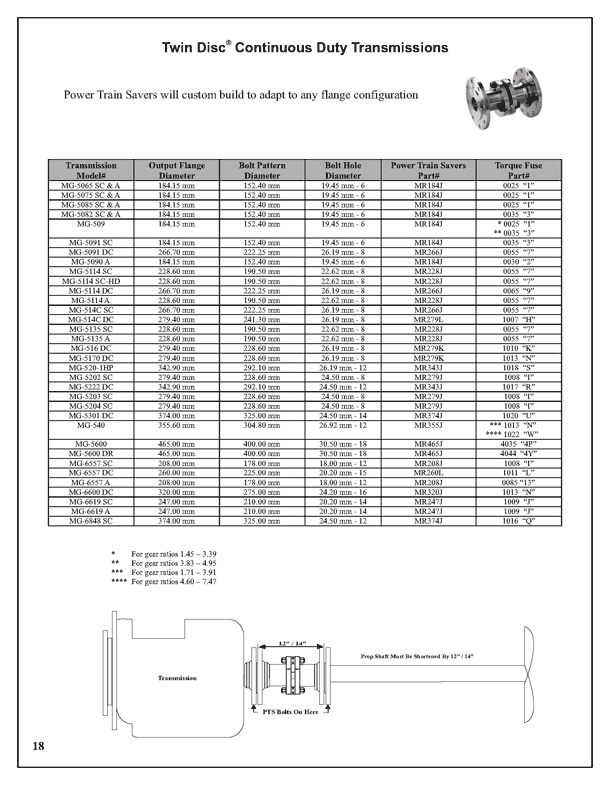 Twin Disc® Continuous Duty Transmissions
Power Train Savers will custom build to adapt to any flange configuration
Transmission Model# Output Flange Diameter Bolt Pattern Diameter Bolt Hole Diameter Power Train Savers Part# Torque Fuse Part#
MG-5065 SC & A 184.15 mm 152.40 mm 19.45 mm - 6 MR184J 0025 "1"
MG-5075 SC & A 184.15 mm 152.40 mm 19.45 mm - 6 MR184J 0025 "1"
MG-5085 SC & A 184.15 mm 152.40 mm 19.45 mm - 6 MR184J 0025 "1"
MG-5082 SC & A 184.15 mm 152.40 mm 19.45 mm - 6 MR184J 0035 "3"
MG-509 184.15 mm 152.40 mm 19.45 mm - 6 MR184J * 0025 "1"
** 0035 "3"
MG-5091 SC 184.15 mm 152.40 mm 19.45 mm - 6 MR184J 0035 "3"
MG-5091 DC 266.70 mm 222.25 mm 26.19 mm - 8 MR266J 0055 "7"
MG-5090 A 184.15 mm 152.40 mm 19.45 mm - 6 MR184J 0030 "2"
MG-5114 SC 228.60 mm 190.50 mm 22.62 mm - 8 MR228J 0055 "7"
MG-5114 SC-HD 228.60 mm 190.50 mm 22.62 mm - 8 MR228J 0055 "7"
MG-5114 DC 266.70 mm 222.25 mm 26.19 mm - 8 MR266J 0065 "9"
MG-5114 A 228.60 mm 190.50 mm 22.62 mm - 8 MR228J 0055 "7"
MG-514C SC 266.70 mm 222.25 mm 26.19 mm - 8 MR266J 0055 "7"
MG-514C DC 279.40 mm 241.30 mm 26.19 mm - 8 MR279L 1007 "H"
MG-5135 SC 228.60 mm 190.50 mm 22.62 mm - 8 MR228J 0055 "7"
MG-5135 A 228.60 mm 190.50 mm 22.62 mm - 8 MR228J 0055 "7"
MG-516 DC 279.40 mm 228.60 mm 26.19 mm - 8 MR279K 1010 "K"
MG-5170 DC 279.40 mm 228.60 mm 26.19 mm - 8 MR279K 1013 "N"
MG-520-1HP 342.90 mm 292.10 mm 26.19 mm - 12 MR343J 1018 "S"
MG-5202 SC 279.40 mm 228.60 mm 24.50 mm - 8 MR279J 1008 "I"
MG-5222 DC 342.90 mm 292.10 mm 24.50 mm - 12 MR343J 1017 "R"
MG-5203 SC 279.40 mm 228.60 mm 24.50 mm - 8 MR279J 1008 "I"
MG-5204 SC 279.40 mm 228.60 mm 24.50 mm - 8 MR279J 1008 "I"
MG-5301 DC 374.00 mm 325.00 mm 24.50 mm - 14 MR374J 1020 "U"
MG-540 355.60 mm 304.80 mm 26.92 mm - 12 MR355J *** 1013 "N"
**** 1022 "W"
MG-5600 465.00 mm 400.00 mm 30.50 mm - 18 MR465J 4035 "4P"
MG-5600 DR 465.00 mm 400.00 mm 30.50 mm - 18 MR465J 4044 "4Y"
MG-6557 SC 208.00 mm 178.00 mm 18.00 mm - 12 MR208J 1008 "I"
MG-6557 DC 260.00 mm 225.00 mm 20.20 mm - 15 MR260L 1011 "L"
MG-6557 A 208.00 mm 178.00 mm 18.00 mm - 12 MR208J 0085 "13"
MG-6600 DC 320.00 mm 275.00 mm 24.20 mm - 16 MR320J 1013 "N"
MG-6619 SC 247.00 mm 210.00 mm 20.20 mm - 14 MR247J 1009 "J"
MG-6619 A 247.00 mm 210.00 mm 20.20 mm - 14 MR247J 1009 "J"
MG-6848 SC 374.00 mm 325.00 mm 24.50 mm - 12 MR374J 1016 "Q"
* For gear ratios 1.45 – 3.39
** For gear ratios 3.83 – 4.95
*** For gear ratios 1.71 – 3.91
**** For gear ratios 4.60 – 7.47
12" / 14"
Prop Shaft Must Be Shortened By 12" / 14"
Transmission
PTS Bolts On Here
18